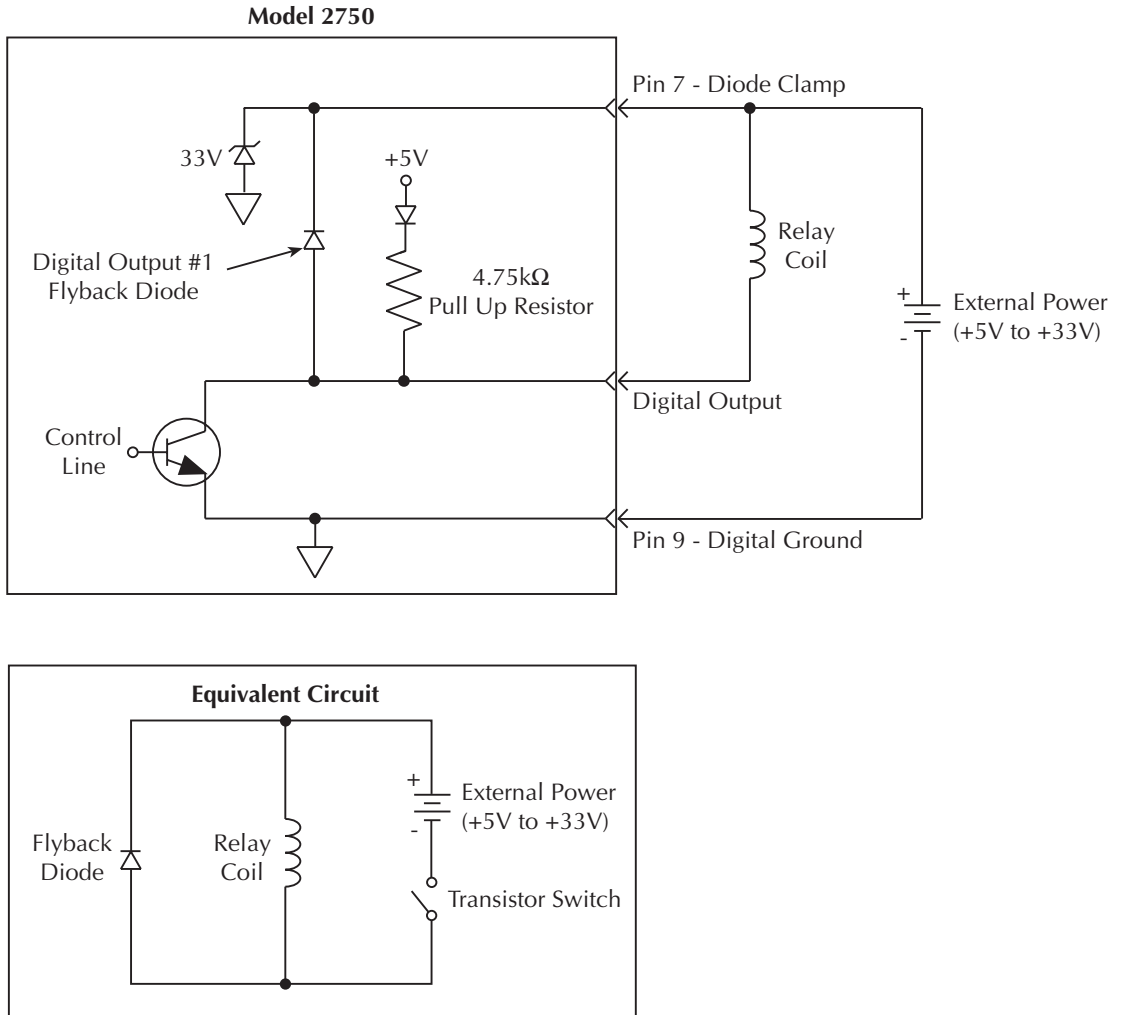 Model 2750
Pin 7 - Diode Clamp
33V
+5V
Digital Output #1
Flyback Diode
4.75kΩ
Pull Up Resistor
Relay
Coil
+
-
External Power
(+5V to +33V)
Digital Output
Control
Line
Pin 9 - Digital Ground
Equivalent Circuit
Flyback
Diode
Relay
Coil
+
-
External Power
(+5V to +33V)
Transistor Switch